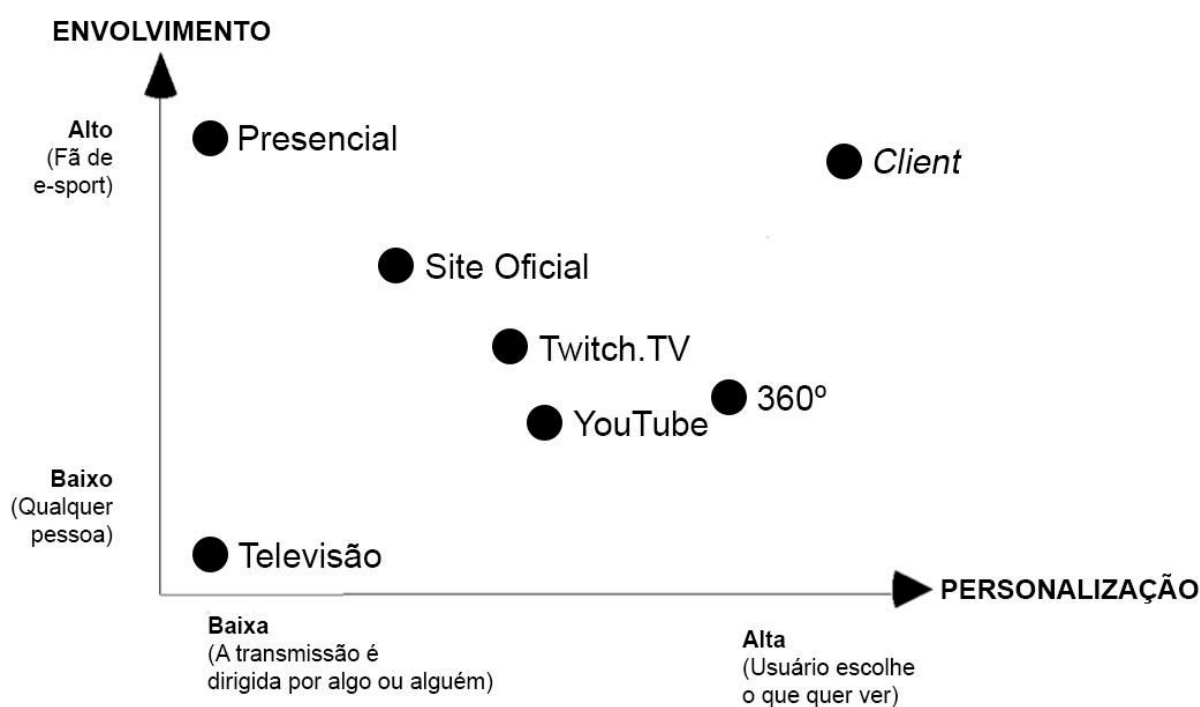 ENVOLVIMENTO
Alto
(Fã de
e-sport)
Presencial
Client
Site Oficial
Twitch.TV
360º
YouTube
Baixo
(Qualquer
pessoa)
Televisão
PERSONALIZAÇÃO
Baixa
(A transmissão é
dirigida por algo ou alguém)
Alta
(Usuário escolhe
o que quer ver)